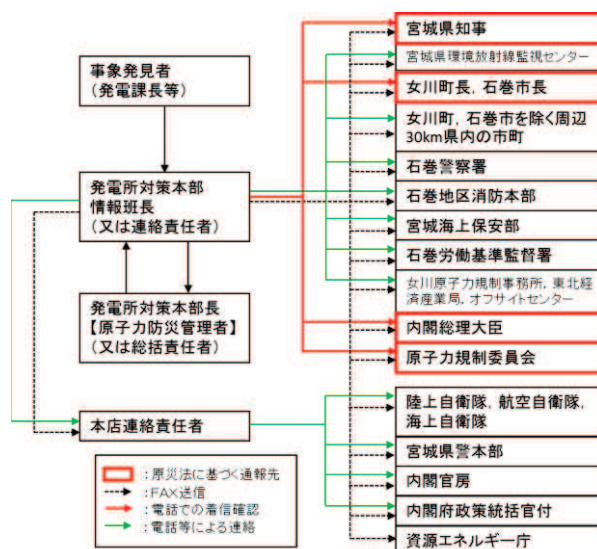 事象発見者
(発電課長等)
発電所対策本部
情報班長
(又は連絡責任者)
発電所対策本部長
【原子力防災管理者】
(又は総括責任者)
本店連絡責任者
:原災法に基づく通報先
:FAX送信
:電話での着信確認
:電話等による連絡
宮城県知事
宮城県環境放射線監視センター
女川町長，石巻市長
女川町，石巻市を除く周辺
30km県内の市町
石巻警察署
石巻地区消防本部
宮城海上保安部
石巻労働基準監督署
女川原子力規制事務所，東北経
済産業局，オフサイトセンター
内閣総理大臣
原子力規制委員会
陸上自衛隊，航空自衛隊，
海上自衛隊
宮城県警本部
内閣官房
内閣府政策統括官付
資源エネルギー庁